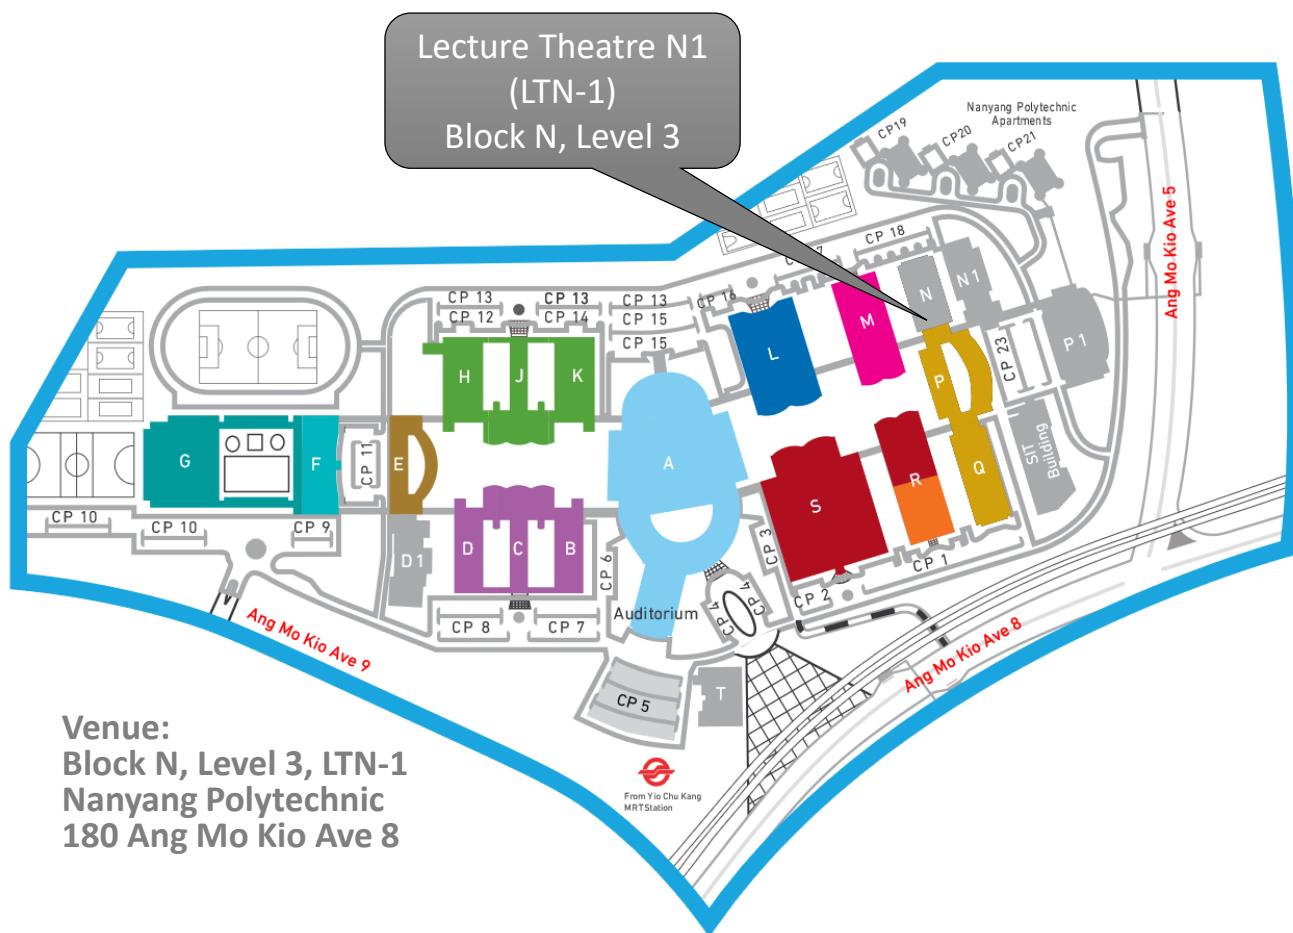 Lecture Theatre N1
(LTN-1)
Block N, Level 3
Nanyang Polytechnic
Apartments
CP19
CP20
CP21
Ang Mo Kio Ave 5
CP 18
CP 16
N
N1
M
L
P
P1
CP 23
CP 13
CP 13
CP 13
CP 12
CP 14
CP 15
CP 15
H
J
K
G
F
CP 11
E
A
S
R
Q
SIT
Building
CP 10
CP 10
CP 9
D1
D
C
B
CP 6
CP 3
CP 4
CP 4
CP 2
CP 1
CP 8
CP 7
Auditorium
CP 5
T
Ang Mo Kio Ave 9
Ang Mo Kio Ave 8
From Yio Chu Kang
MRT Station
Venue:
Block N, Level 3, LTN-1
Nanyang Polytechnic
180 Ang Mo Kio Ave 8